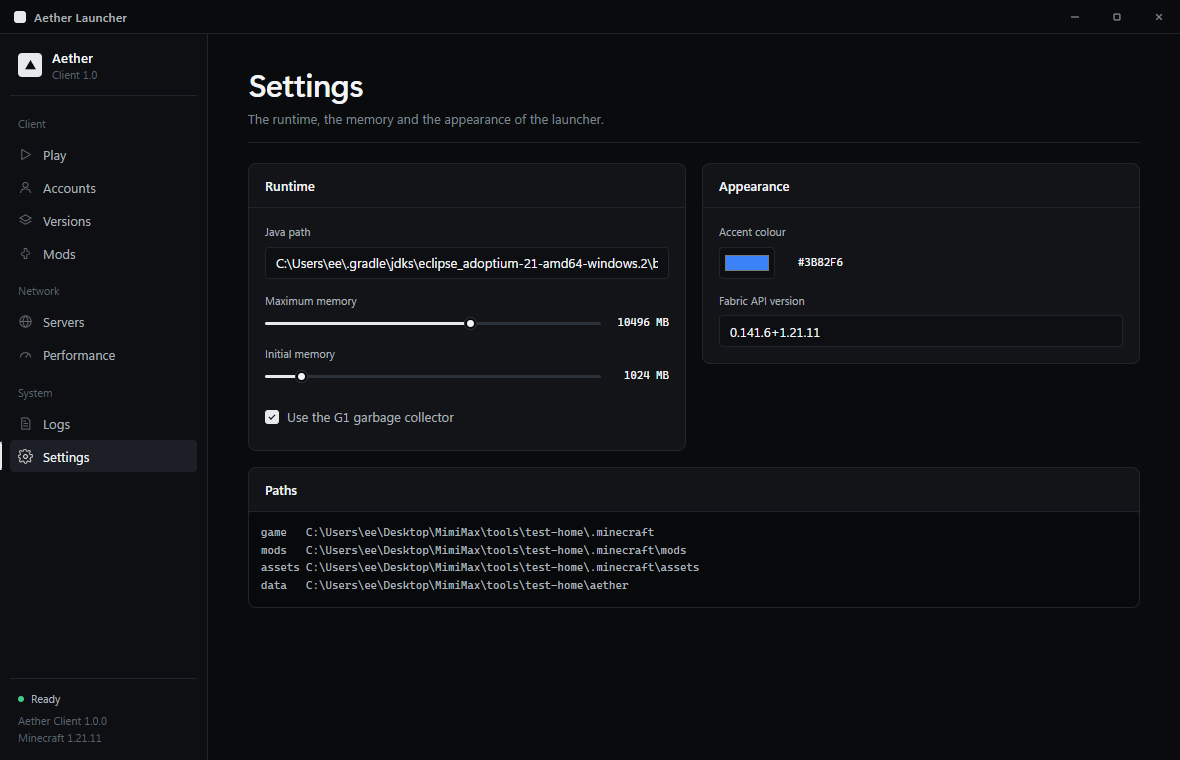 Aether Launcher
Aether
Client 1.0
Client
Play
Accounts
Versions
Mods
Network
Servers
Performance
System
Logs
Settings
Ready
Aether Client 1.0.0
Minecraft 1.21.11
Settings
The runtime, the memory and the appearance of the launcher.
Runtime
Java path
C:\Users\ee\.gradle\jdks\eclipse_adoptium-21-amd64-windows.2\b
Maximum memory
10496 MB
Initial memory
1024 MB
Use the G1 garbage collector
Appearance
Accent colour
#3B82F6
Fabric API version
0.141.6+1.21.11
Paths
game C:\Users\ee\Desktop\MimiMax\tools\test-home\.minecraft
mods C:\Users\ee\Desktop\MimiMax\tools\test-home\.minecraft\mods
assets C:\Users\ee\Desktop\MimiMax\tools\test-home\.minecraft\assets
data C:\Users\ee\Desktop\MimiMax\tools\test-home\aether